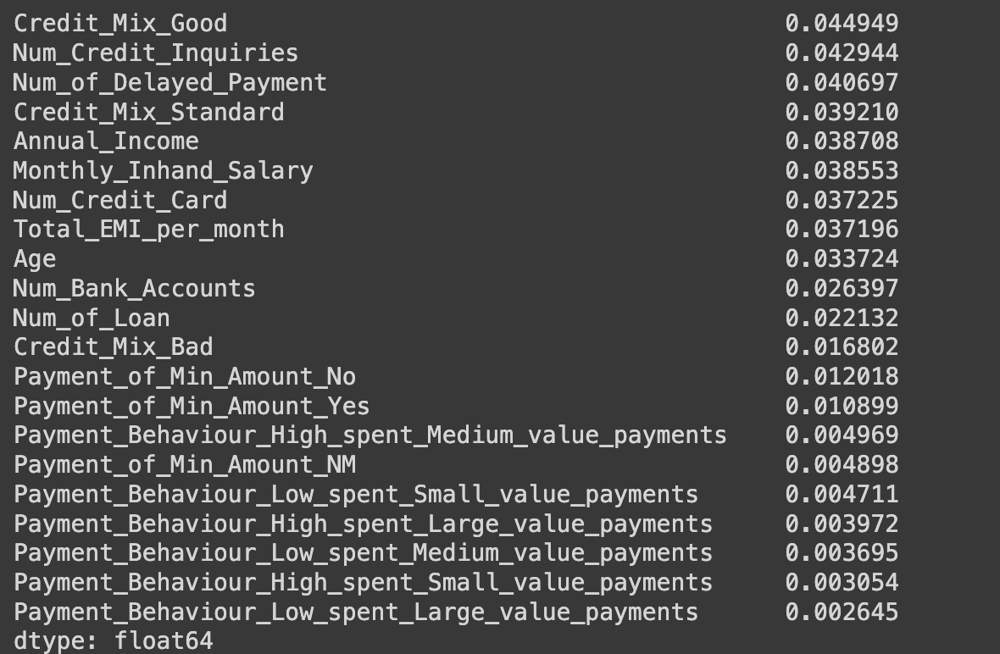 Credit_Mix_Good 0.044949
Num_Credit_Inquiries 0.042944
Num_of_Delayed_Payment 0.040697
Credit_Mix_Standard 0.039210
Annual_Income 0.038708
Monthly_Inhand_Salary 0.038553
Num_Credit_Card 0.037225
Total_EMI_per_month 0.037196
Age 0.033724
Num_Bank_Accounts 0.026397
Num_of_Loan 0.022132
Credit_Mix_Bad 0.016802
Payment_of_Min_Amount_No 0.012018
Payment_of_Min_Amount_Yes 0.010899
Payment_Behaviour_High_spent_Medium_value_payments 0.004969
Payment_of_Min_Amount_NM 0.004898
Payment_Behaviour_Low_spent_Small_value_payments 0.004711
Payment_Behaviour_High_spent_Large_value_payments 0.003972
Payment_Behaviour_Low_spent_Medium_value_payments 0.003695
Payment_Behaviour_High_spent_Small_value_payments 0.003054
Payment_Behaviour_Low_spent_Large_value_payments 0.002645
dtype: float64